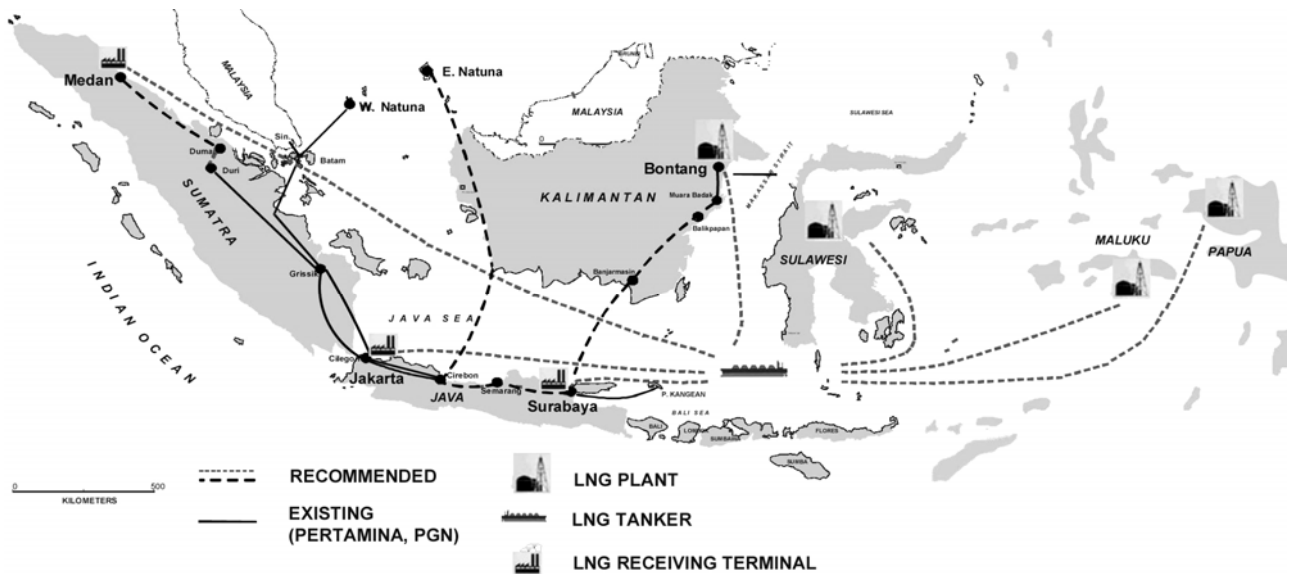 E. Natuna
Medan
MALAYSIA
W. Natuna
MALAYSIA
SULAWESI SEA
Sin.
Batam
Dumai
Duri
Bontang
MAKASSAR STRAIT
KALIMANTAN
Muara Badak
Balikpapan
SUMATRA
SULAWESI
MALUKU
PAPUA
Grissik
Banjarmasin
INDIAN OCEAN
JAVA SEA
Cilegon
Jakarta
Cirebon
JAVA
Semarang
Surabaya
P. KANGEAN
BALI SEA
BALI
LOMBOK
SUMBAWA
FLORES
SUMBA
0 500
KILOMETERS
RECOMMENDED
EXISTING
(PERTAMINA, PGN)
LNG PLANT
LNG TANKER
LNG RECEIVING TERMINAL